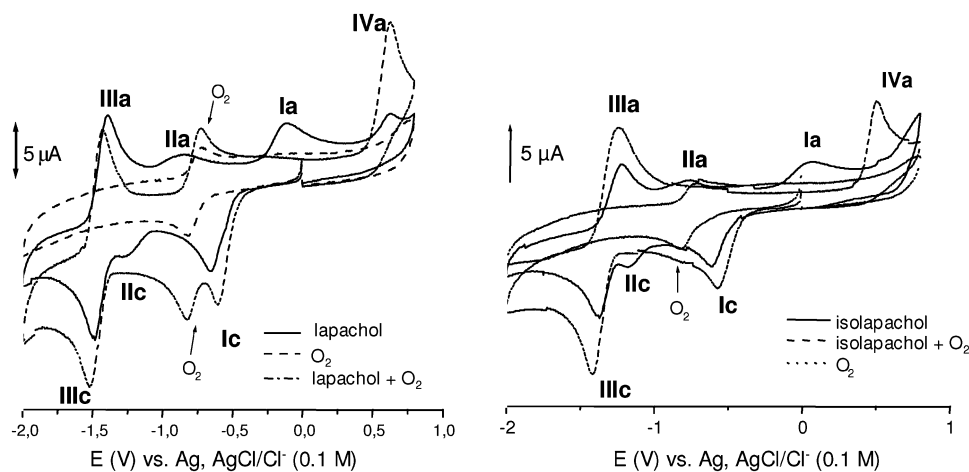 IVa
IIIa
O₂
IIa
Ia
5 µA
IIc
Ic
O₂
IIIc
lapachol
O₂
lapachol + O₂
-2,0 -1,5 -1,0 -0,5 0,0 0,5 1,0
E (V) vs. Ag, AgCl/Cl⁻ (0.1 M)
IVa
IIIa
IIa
Ia
5 µA
IIc
O₂
Ic
IIIc
isolapachol
isolapachol + O₂
O₂
-2 -1 0 1
E (V) vs. Ag, AgCl/Cl⁻ (0.1 M)